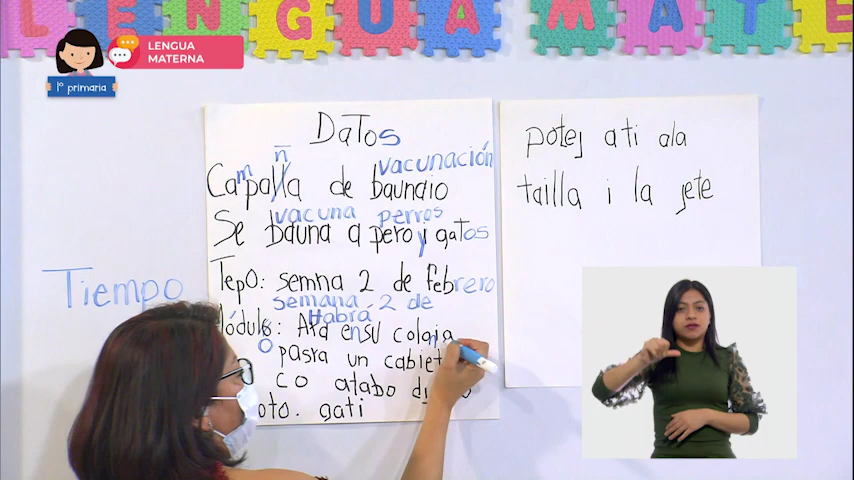 LENGUA MATE
LENGUA
MATERNA
1° primaria
Datos
m ñ vacunación
Capalla de baunaio
vacuna perros
Se bauna a pero y gatos
Tiempo
Tepo: semna 2 de febrero
Semana 2 de
Habrá
Módulo: Ara ensu colonia
o pasra un cabiet
co atabo
oto. gati
potej ati ala
tailla i la jete